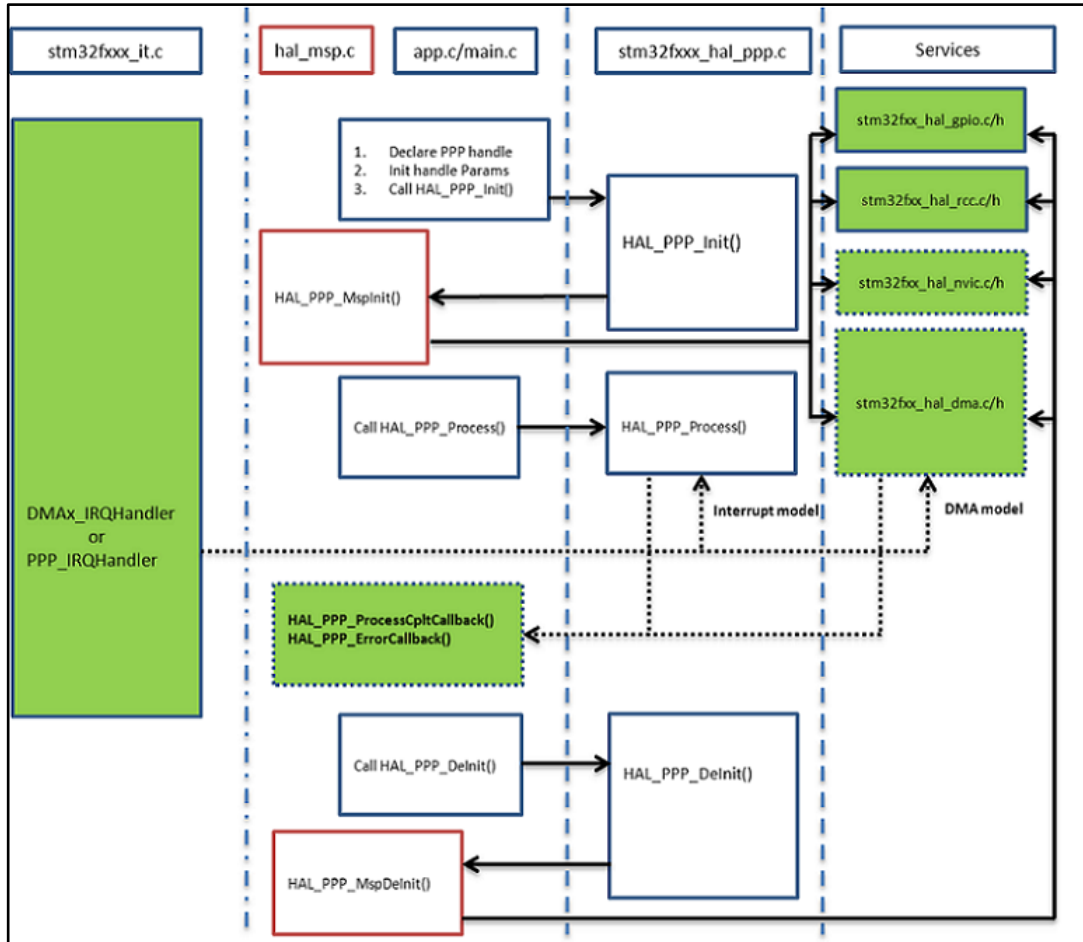 stm32fxxx_it.c
hal_msp.c
app.c/main.c
stm32fxxx_hal_ppp.c
Services
stm32fxx_hal_gpio.c/h
1. Declare PPP handle
2. Init handle Params
3. Call HAL_PPP_Init()
stm32fxx_hal_rcc.c/h
HAL_PPP_Init()
HAL_PPP_MspInit()
stm32fxx_hal_nvic.c/h
stm32fxx_hal_dma.c/h
Call HAL_PPP_Process()
HAL_PPP_Process()
DMAx_IRQHandler
or
PPP_IRQHandler
Interrupt model
DMA model
HAL_PPP_ProcessCpltCallback()
HAL_PPP_ErrorCallback()
Call HAL_PPP_DeInit()
HAL_PPP_DeInit()
HAL_PPP_MspDeInit()